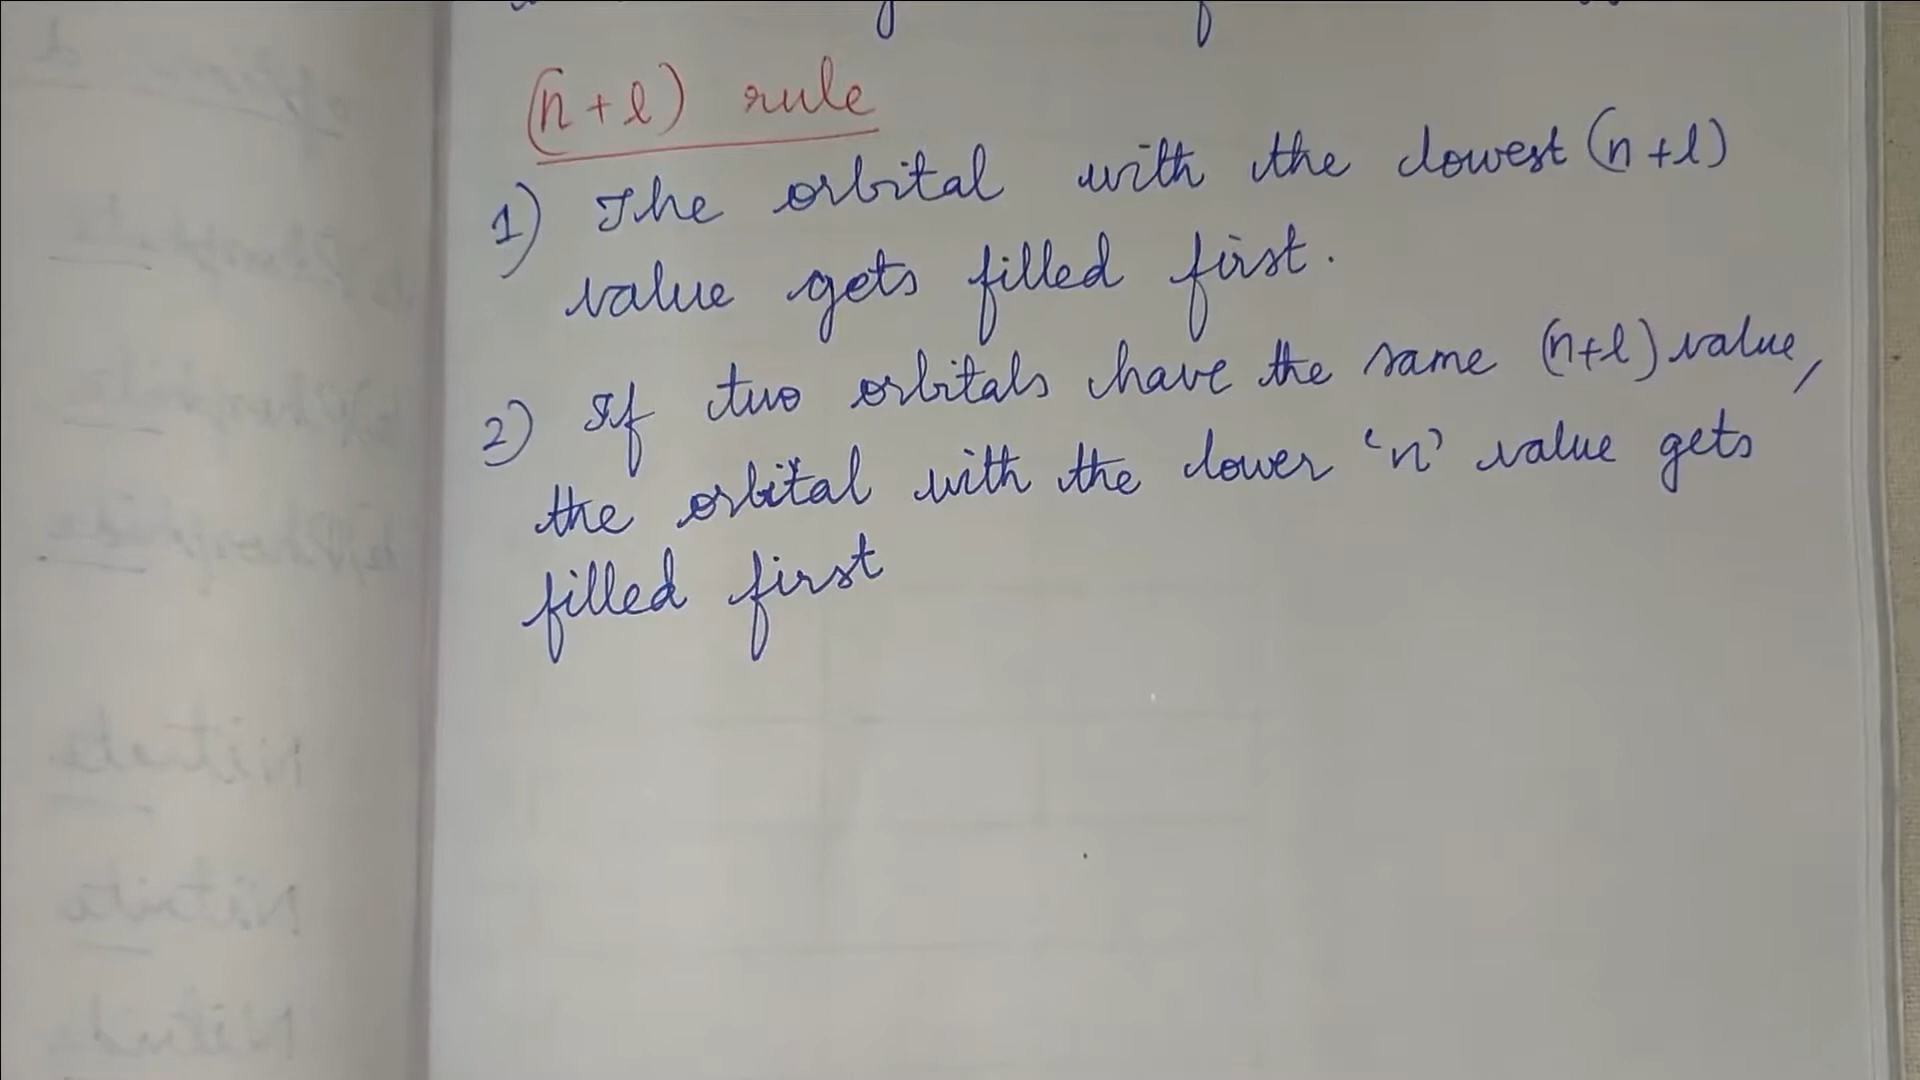 (n+l) rule
1) The orbital with the lowest (n+l)
value gets filled first.
2) If two orbitals have the same (n+l) value,
the orbital with the lower 'n' value gets
filled first